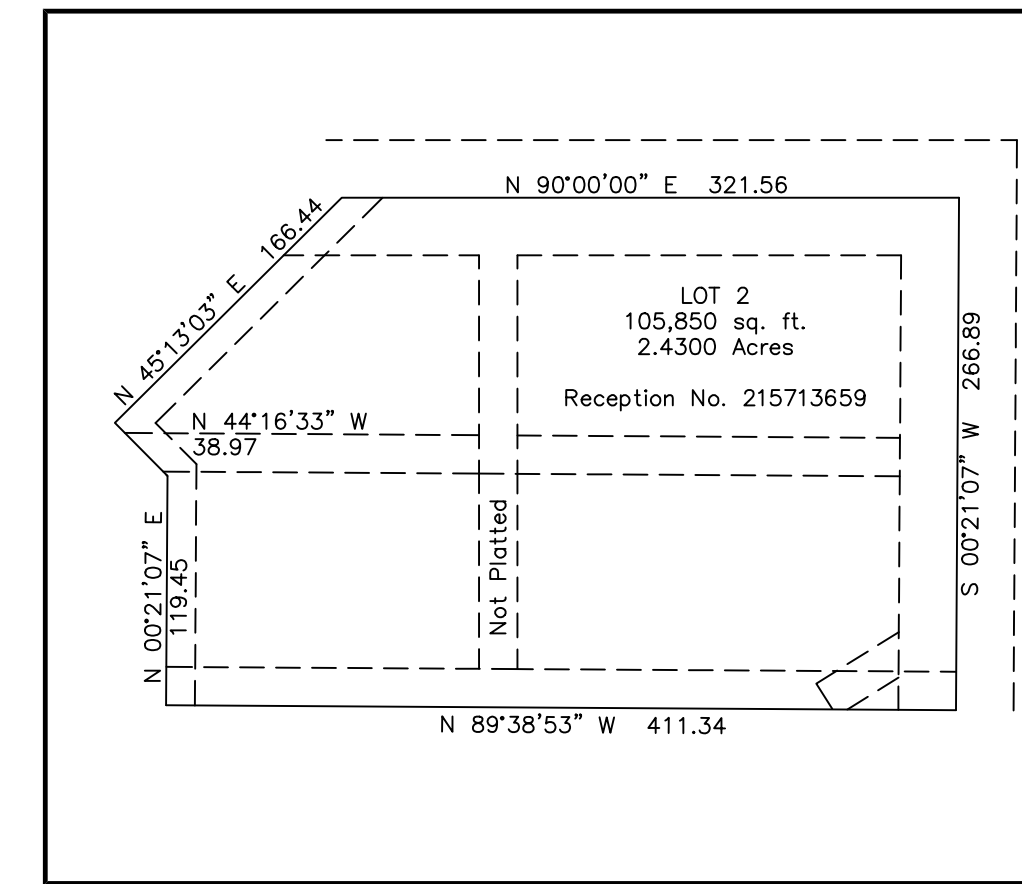 N 90°00'00" E 321.56
N 45°13'03" E 166.44
LOT 2
105,850 sq. ft.
2.4300 Acres
Reception No. 215713659
N 44°16'33" W
38.97
S 00°21'07" W 266.89
Not Platted
N 00°21'07" E
119.45
N 89°38'53" W 411.34